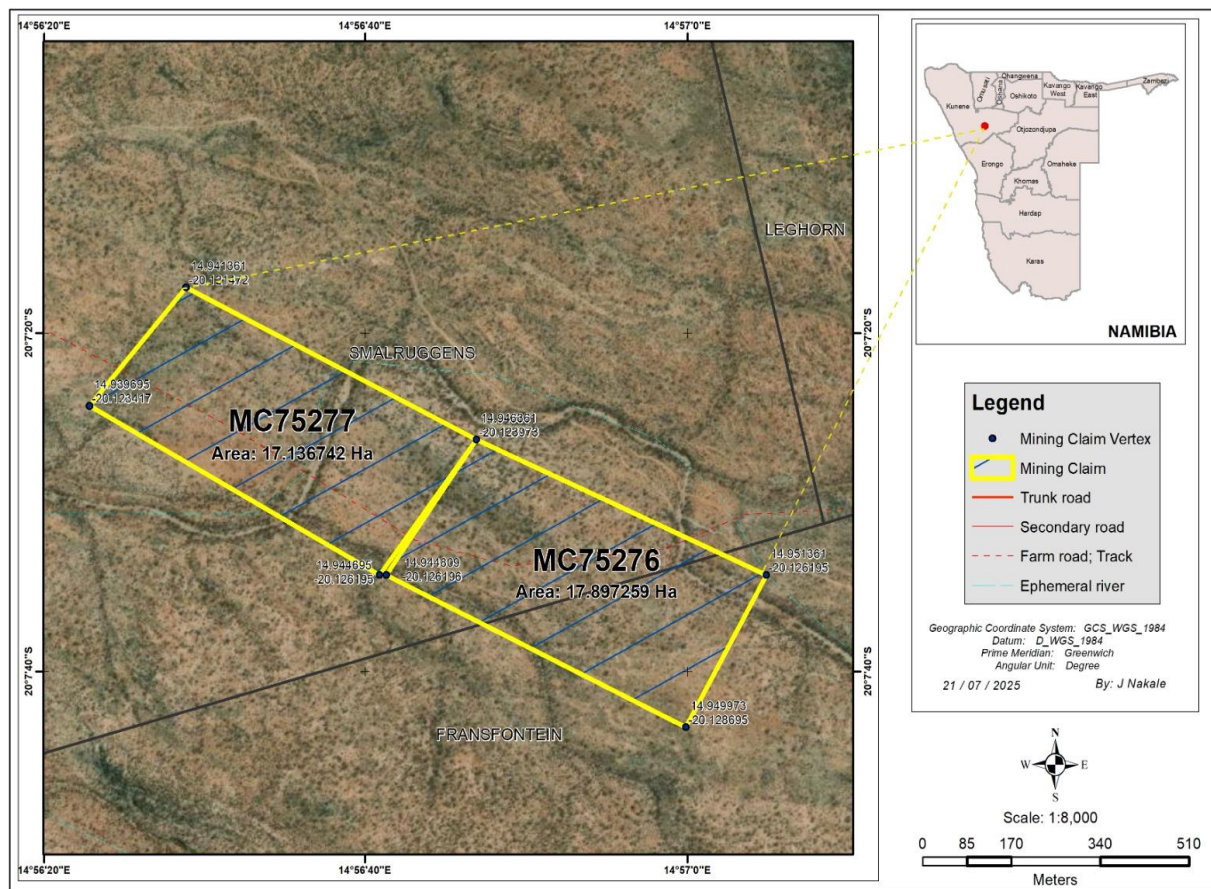 14°56'20"E
14°56'40"E
14°57'0"E
20°7'20"S
20°7'40"S
20°7'20"S
20°7'40"S
14°56'20"E
14°56'40"E
14°57'0"E
LEGHORN
14.941361
-20.121472
SMALRUGGENS
14.939695
-20.123417
MC75277
Area: 17.136742 Ha
14.946361
-20.123973
14.944695
-20.126195
14.944809
-20.126196
MC75276
Area: 17.897259 Ha
14.951361
-20.126195
14.949973
-20.128695
FRANSFONTEIN
Kunene
Omusati
Ohangwena
Oshana
Oshikoto
Kavango
West
Kavango
East
Zambezi
Otjozondjupa
Erongo
Omaheke
Khomas
Hardap
Karas
NAMIBIA
Legend
Mining Claim Vertex
Mining Claim
Trunk road
Secondary road
Farm road; Track
Ephemeral river
Geographic Coordinate System: GCS_WGS_1984
Datum: D_WGS_1984
Prime Meridian: Greenwich
Angular Unit: Degree
21 / 07 / 2025 By: J Nakale
N
W E
S
Scale: 1:8,000
0 85 170 340 510
Meters